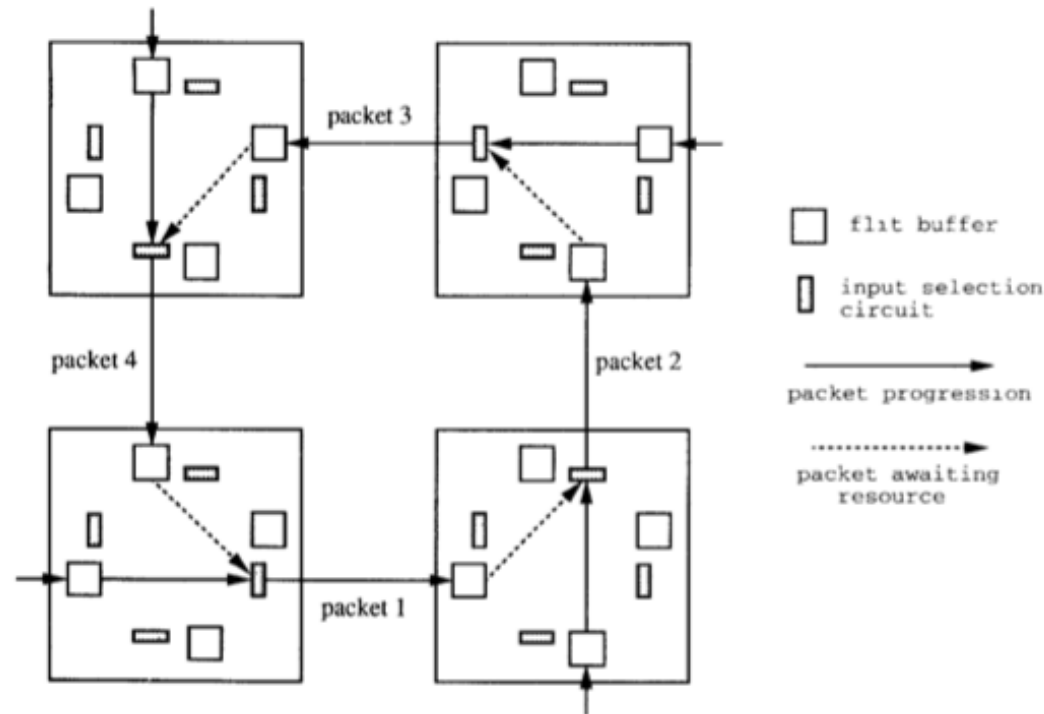 packet 3
flit buffer
input selection
circuit
packet 4
packet 2
packet progression
packet awaiting
resource
packet 1